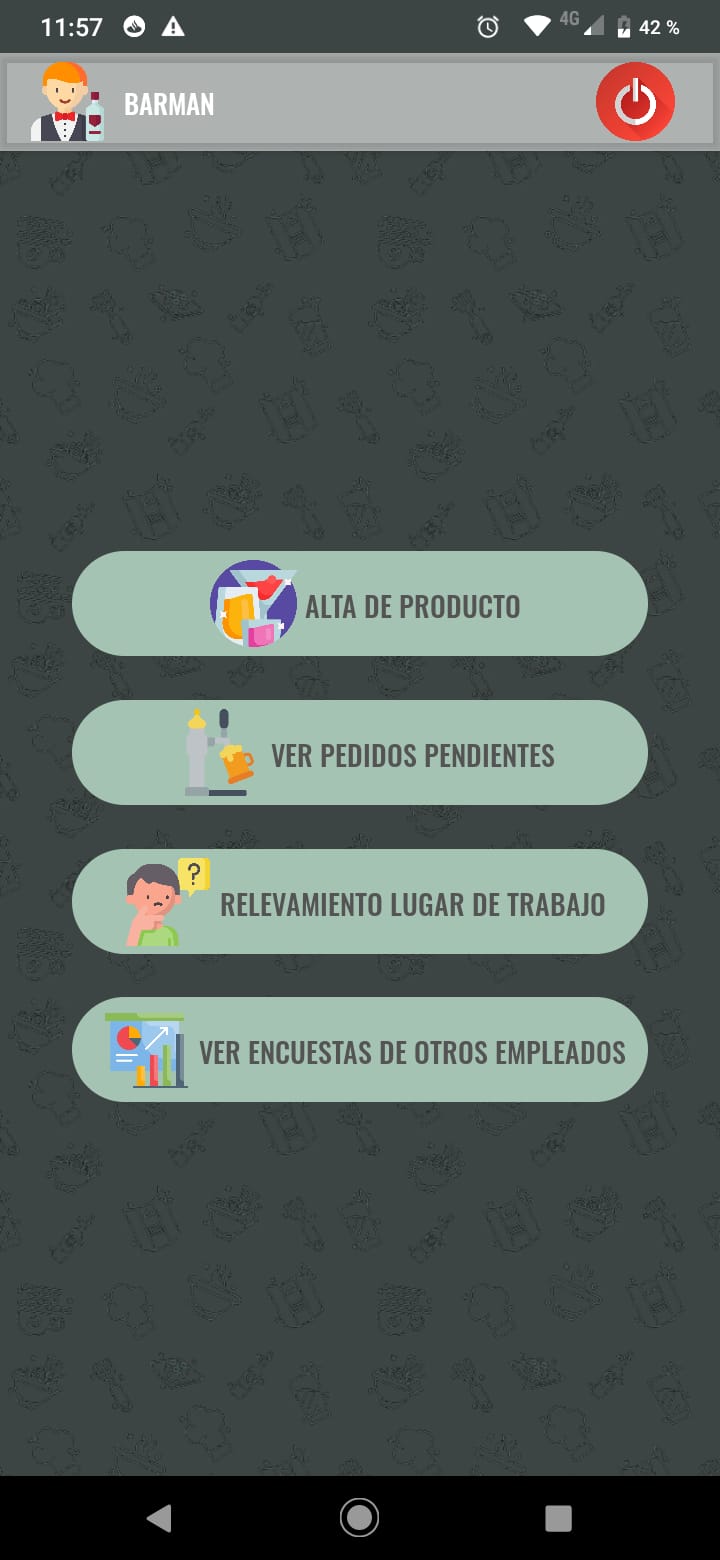 11:57
4G
42 %
BARMAN
ALTA DE PRODUCTO
?
VER PEDIDOS PENDIENTES
RELEVAMIENTO LUGAR DE TRABAJO
VER ENCUESTAS DE OTROS EMPLEADOS